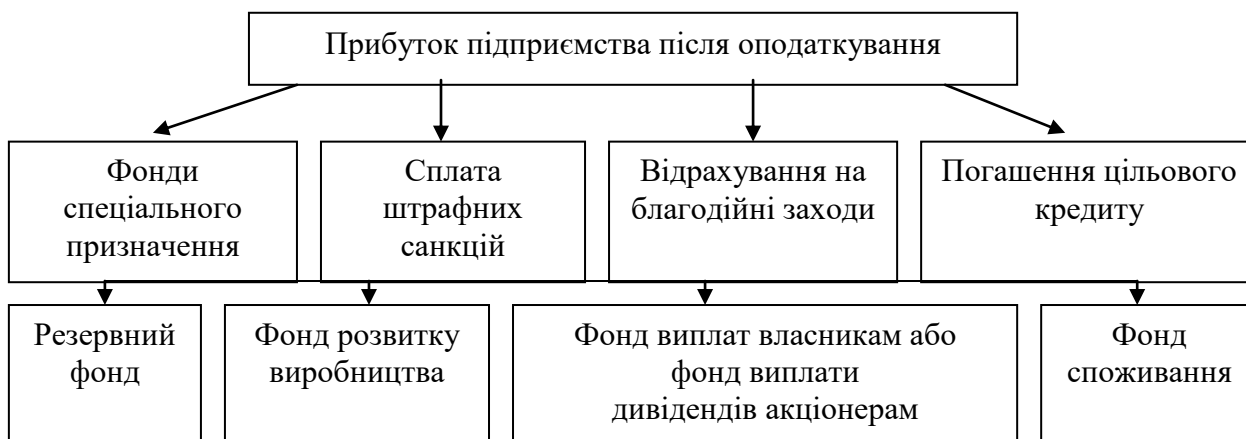 Прибуток підприємства після оподаткування
Фонди
спеціального
призначення
Сплата
штрафних
санкцій
Відрахування на
благодійні заходи
Погашення цільового
кредиту
Резервний
фонд
Фонд розвитку
виробництва
Фонд виплат власникам або
фонд виплати
дивідендів акціонерам
Фонд
споживання